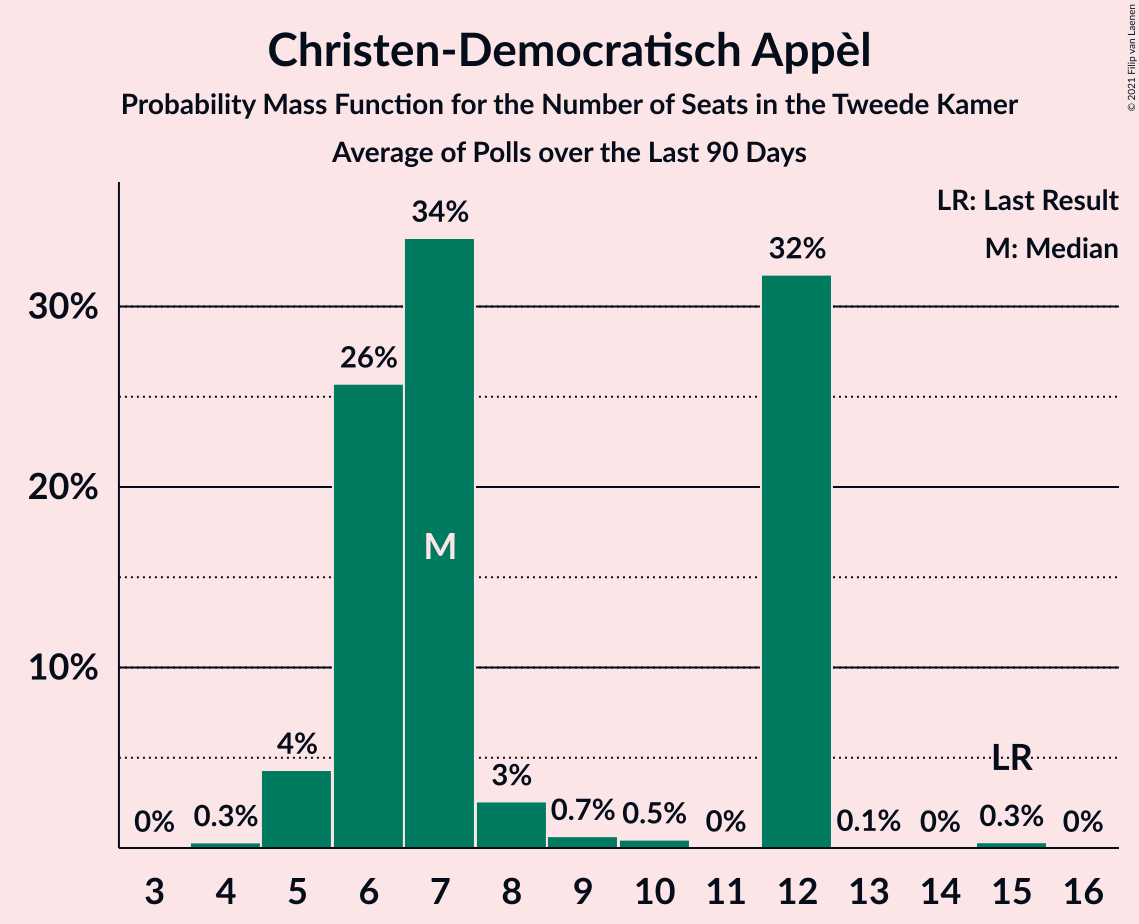 Christen-Democratisch Appèl
Probability Mass Function for the Number of Seats in the Tweede Kamer
Average of Polls over the Last 90 Days
© 2021 Filip van Laenen
LR: Last Result
M: Median
34%
32%
30%
26%
20%
M
10%
4%
3%
LR
0%
0.3%
0.7%
0.5%
0%
0.1%
0%
0.3%
0%
3 4 5 6 7 8 9 10 11 12 13 14 15 16